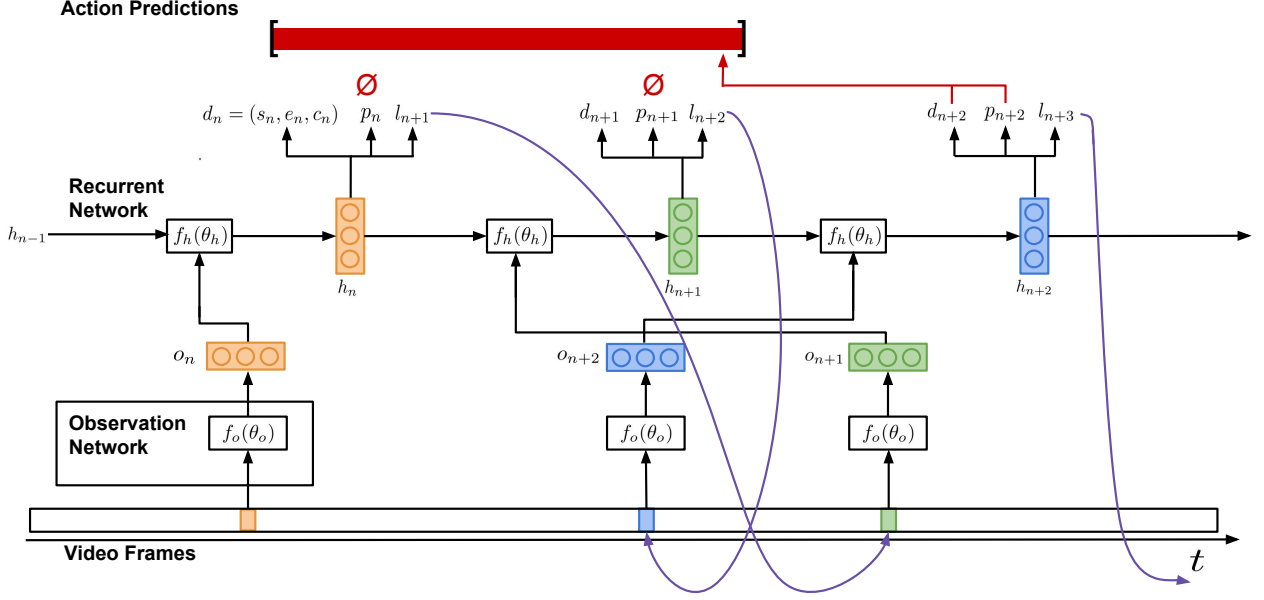 Action Predictions
Ø Ø
d_n = (s_n, e_n, c_n) p_n l_{n+1} d_{n+1} p_{n+1} l_{n+2} d_{n+2} p_{n+2} l_{n+3}
Recurrent
Network
h_{n-1} f_h(θ_h) f_h(θ_h) f_h(θ_h)
h_n h_{n+1} h_{n+2}
o_n o_{n+2} o_{n+1}
Observation
Network
f_o(θ_o) f_o(θ_o) f_o(θ_o)
Video Frames
t